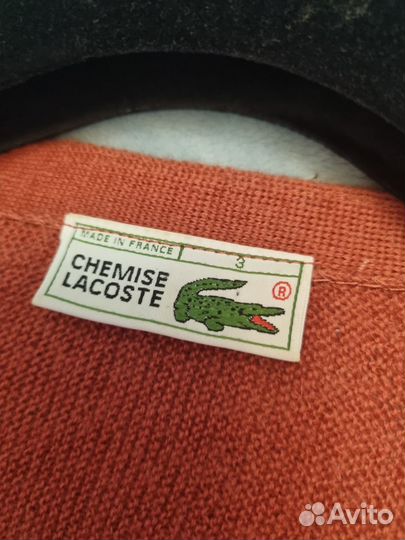 MADE IN FRANCE 3
CHEMISE
LACOSTE ®
Avito